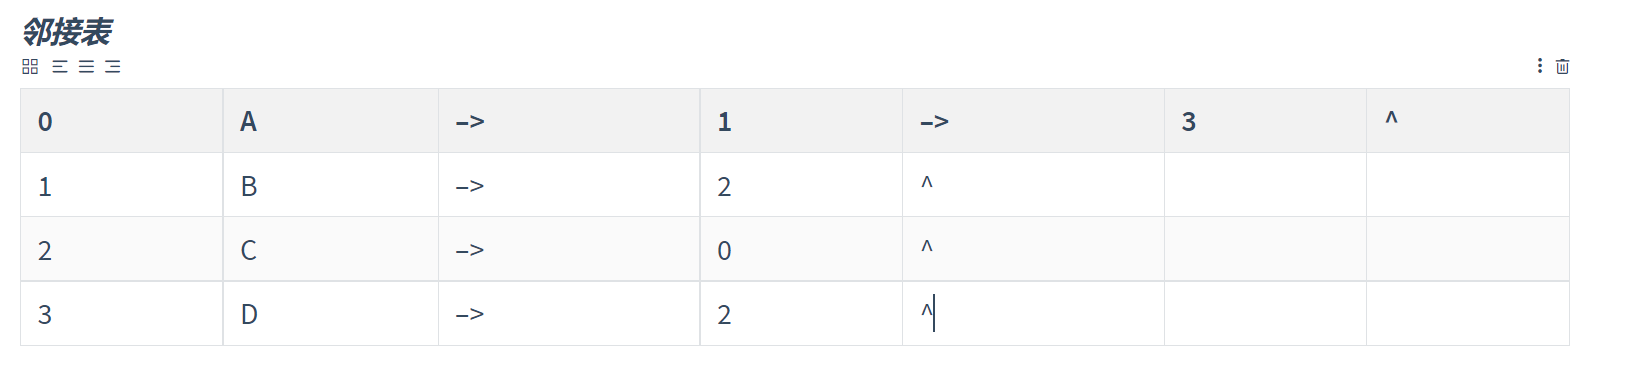 邻接表
0 A –> 1 –> 3 ^
1 B –> 2 ^
2 C –> 0 ^
3 D –> 2 ^